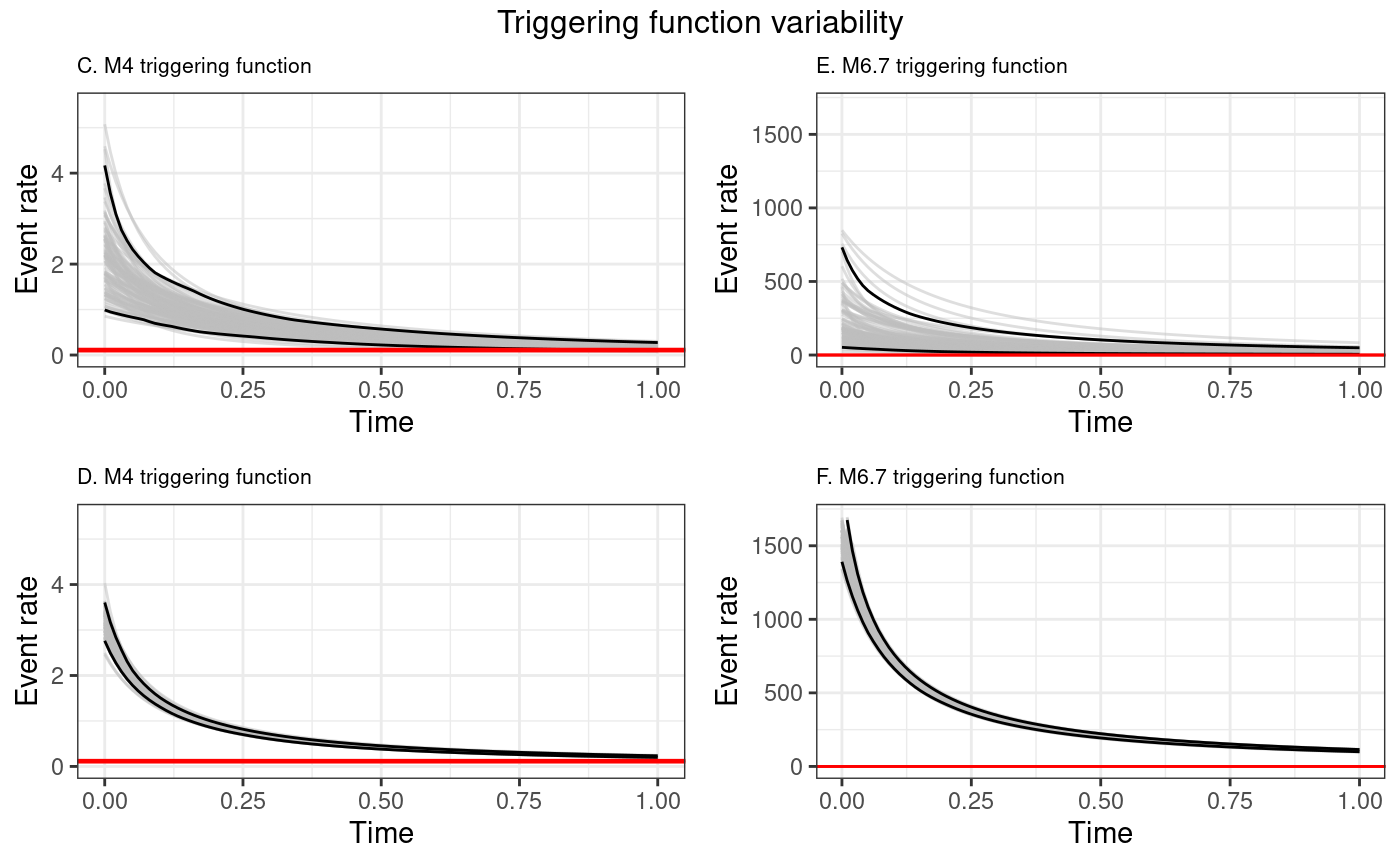 Triggering function variability
C. M4 triggering function
Event rate
4
2
0
0.00 0.25 0.50 0.75 1.00
Time
E. M6.7 triggering function
Event rate
1500
1000
500
0
0.00 0.25 0.50 0.75 1.00
Time
D. M4 triggering function
Event rate
4
2
0
0.00 0.25 0.50 0.75 1.00
Time
F. M6.7 triggering function
Event rate
1500
1000
500
0
0.00 0.25 0.50 0.75 1.00
Time